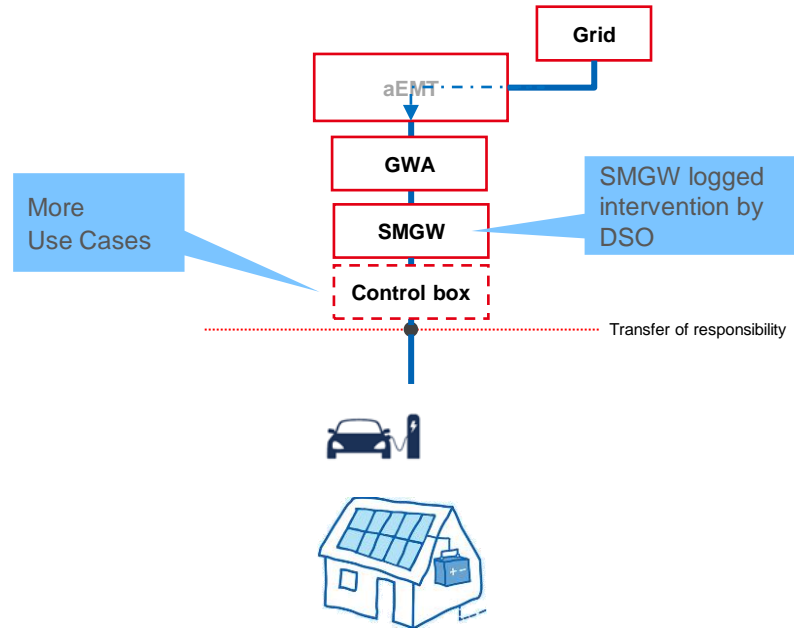 Grid
aEMT
GWA
More
Use Cases
SMGW logged
intervention by
DSO
SMGW
Control box
Transfer of responsibility
+ -